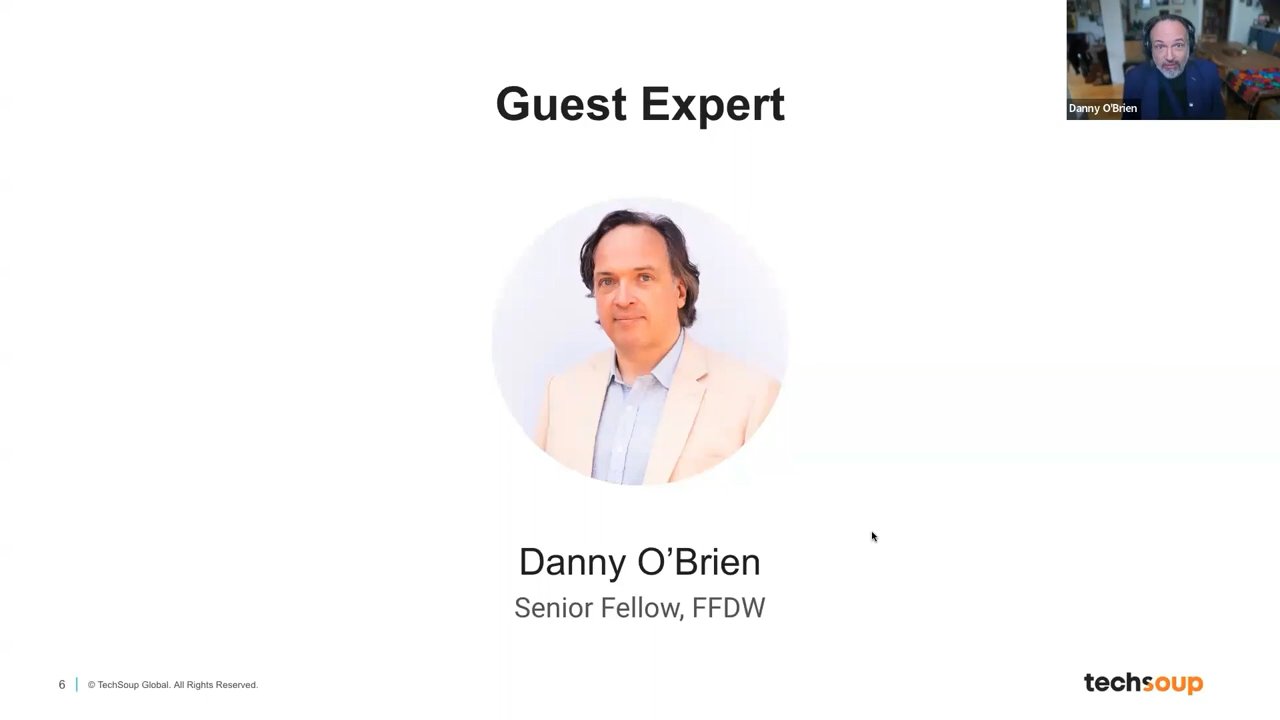 Guest Expert
Danny O'Brien
Danny O’Brien
Senior Fellow, FFDW
6
© TechSoup Global. All Rights Reserved.
techsoup